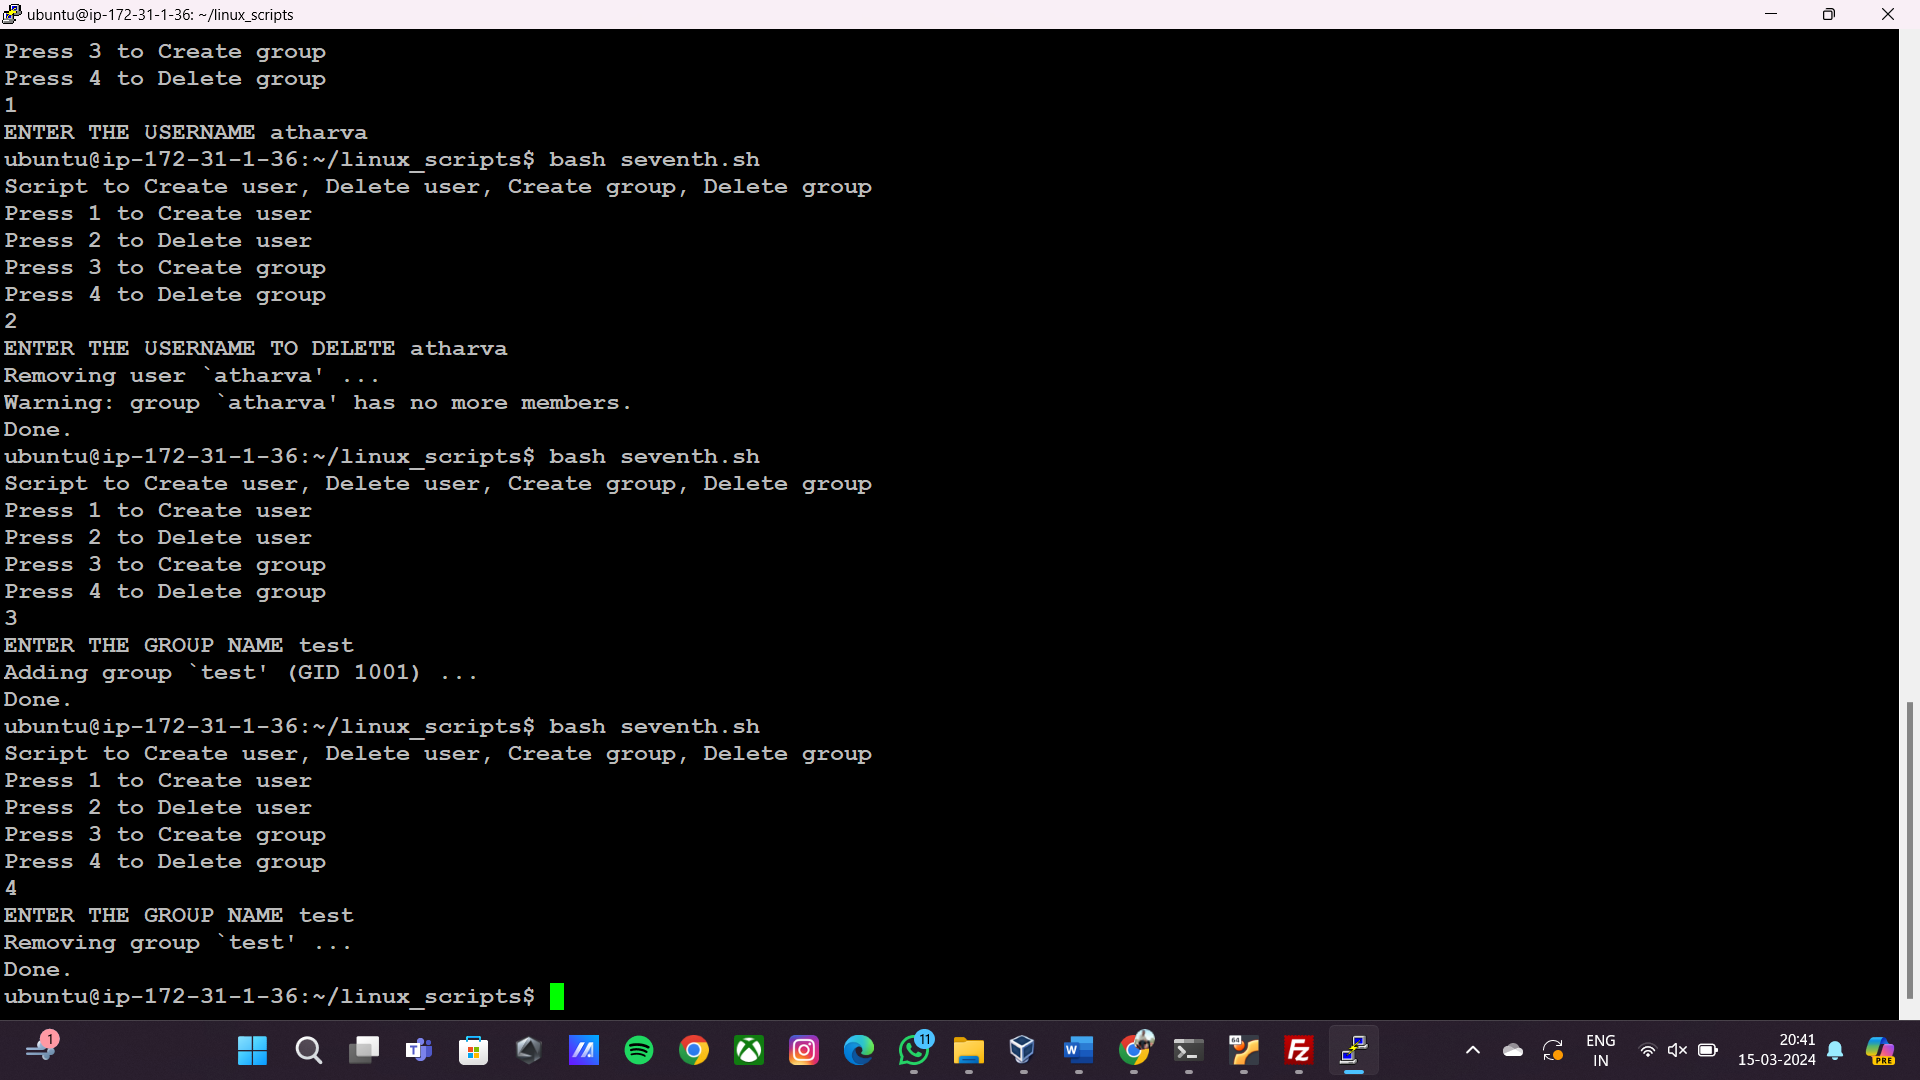 ubuntu@ip-172-31-1-36: ~/linux_scripts
Press 3 to Create group
Press 4 to Delete group
1
ENTER THE USERNAME atharva
ubuntu@ip-172-31-1-36:~/linux_scripts$ bash seventh.sh
Script to Create user, Delete user, Create group, Delete group
Press 1 to Create user
Press 2 to Delete user
Press 3 to Create group
Press 4 to Delete group
2
ENTER THE USERNAME TO DELETE atharva
Removing user `atharva' ...
Warning: group `atharva' has no more members.
Done.
ubuntu@ip-172-31-1-36:~/linux_scripts$ bash seventh.sh
Script to Create user, Delete user, Create group, Delete group
Press 1 to Create user
Press 2 to Delete user
Press 3 to Create group
Press 4 to Delete group
3
ENTER THE GROUP NAME test
Adding group `test' (GID 1001) ...
Done.
ubuntu@ip-172-31-1-36:~/linux_scripts$ bash seventh.sh
Script to Create user, Delete user, Create group, Delete group
Press 1 to Create user
Press 2 to Delete user
Press 3 to Create group
Press 4 to Delete group
4
ENTER THE GROUP NAME test
Removing group `test' ...
Done.
ubuntu@ip-172-31-1-36:~/linux_scripts$
1
11
ENG
IN
20:41
15-03-2024
PRE